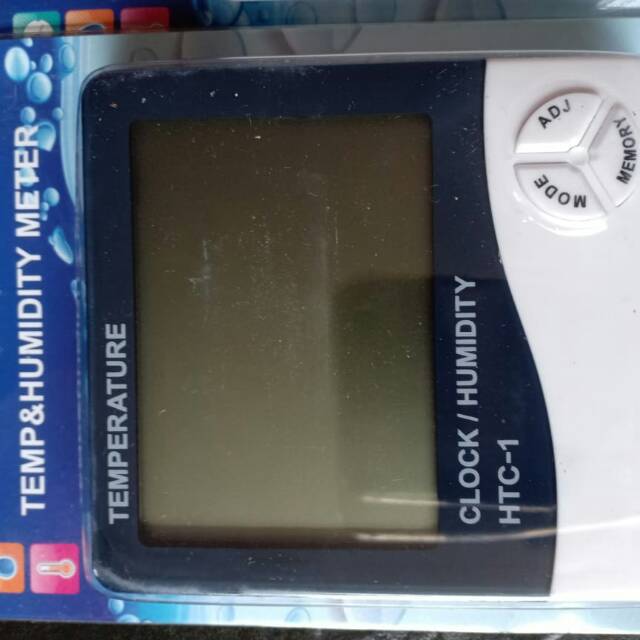 TEMP&HUMIDITY METER
TEMPERATURE
CLOCK / HUMIDITY
HTC-1
ADJ
MODE
MEMORY